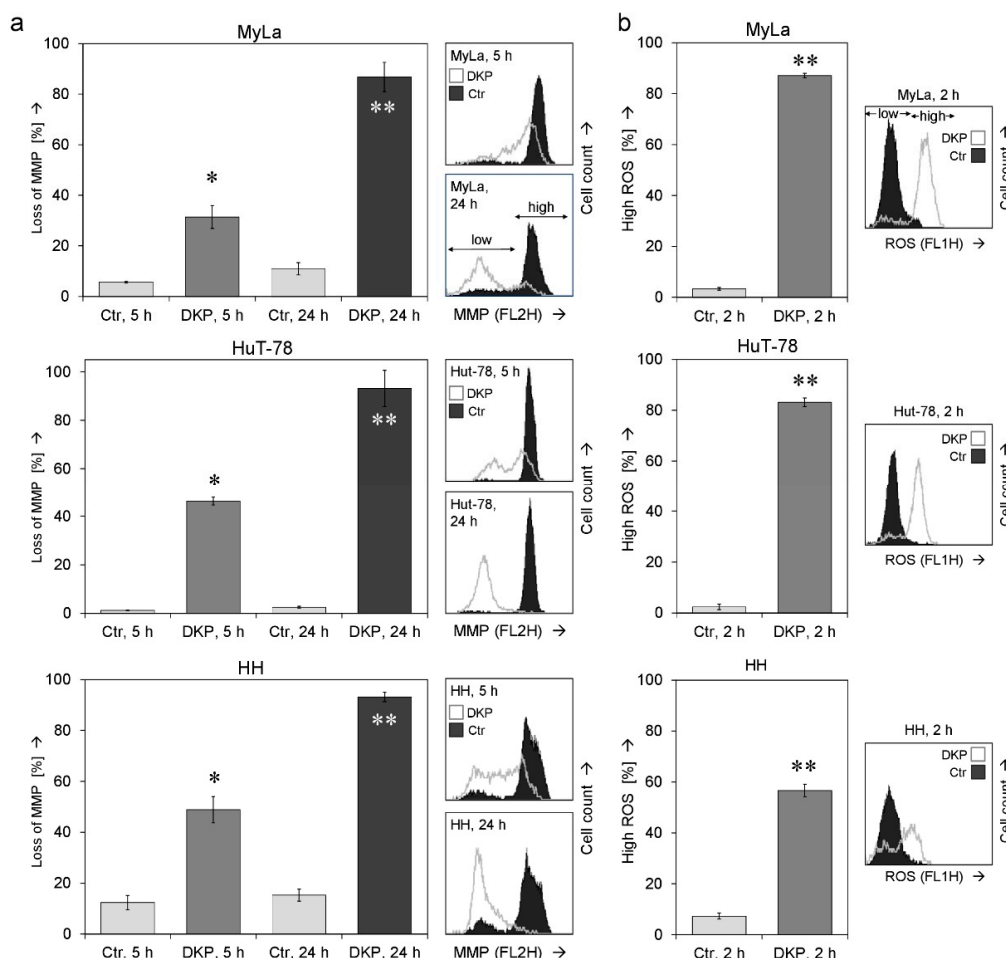 a
MyLa
Loss of MMP [%] →
100
80
60
40
20
0
*
**
Ctr, 5 h DKP, 5 h Ctr, 24 h DKP, 24 h
MyLa, 5 h
DKP
Ctr
Cell count →
MyLa,
24 h
high
low
MMP (FL2H) →
HuT-78
Loss of MMP [%] →
100
80
60
40
20
0
*
**
Ctr, 5 h DKP, 5 h Ctr, 24 h DKP, 24 h
Hut-78, 5 h
DKP
Ctr
Cell count →
Hut-78,
24 h
MMP (FL2H) →
HH
Loss of MMP [%] →
100
80
60
40
20
0
*
**
Ctr, 5 h DKP, 5 h Ctr, 24 h DKP, 24 h
HH, 5 h
DKP
Ctr
Cell count →
HH, 24 h
MMP (FL2H) →
b
MyLa
High ROS [%] →
100
80
60
40
20
0
**
Ctr, 2 h DKP, 2 h
MyLa, 2 h
low high
DKP
Ctr
Cell count →
ROS (FL1H) →
HuT-78
High ROS [%] →
100
80
60
40
20
0
**
Ctr, 2 h DKP, 2 h
Hut-78, 2 h
DKP
Ctr
Cell count →
ROS (FL1H) →
HH
High ROS [%] →
100
80
60
40
20
0
**
Ctr, 2 h DKP, 2 h
HH, 2 h
DKP
Ctr
Cell count →
ROS (FL1H) →